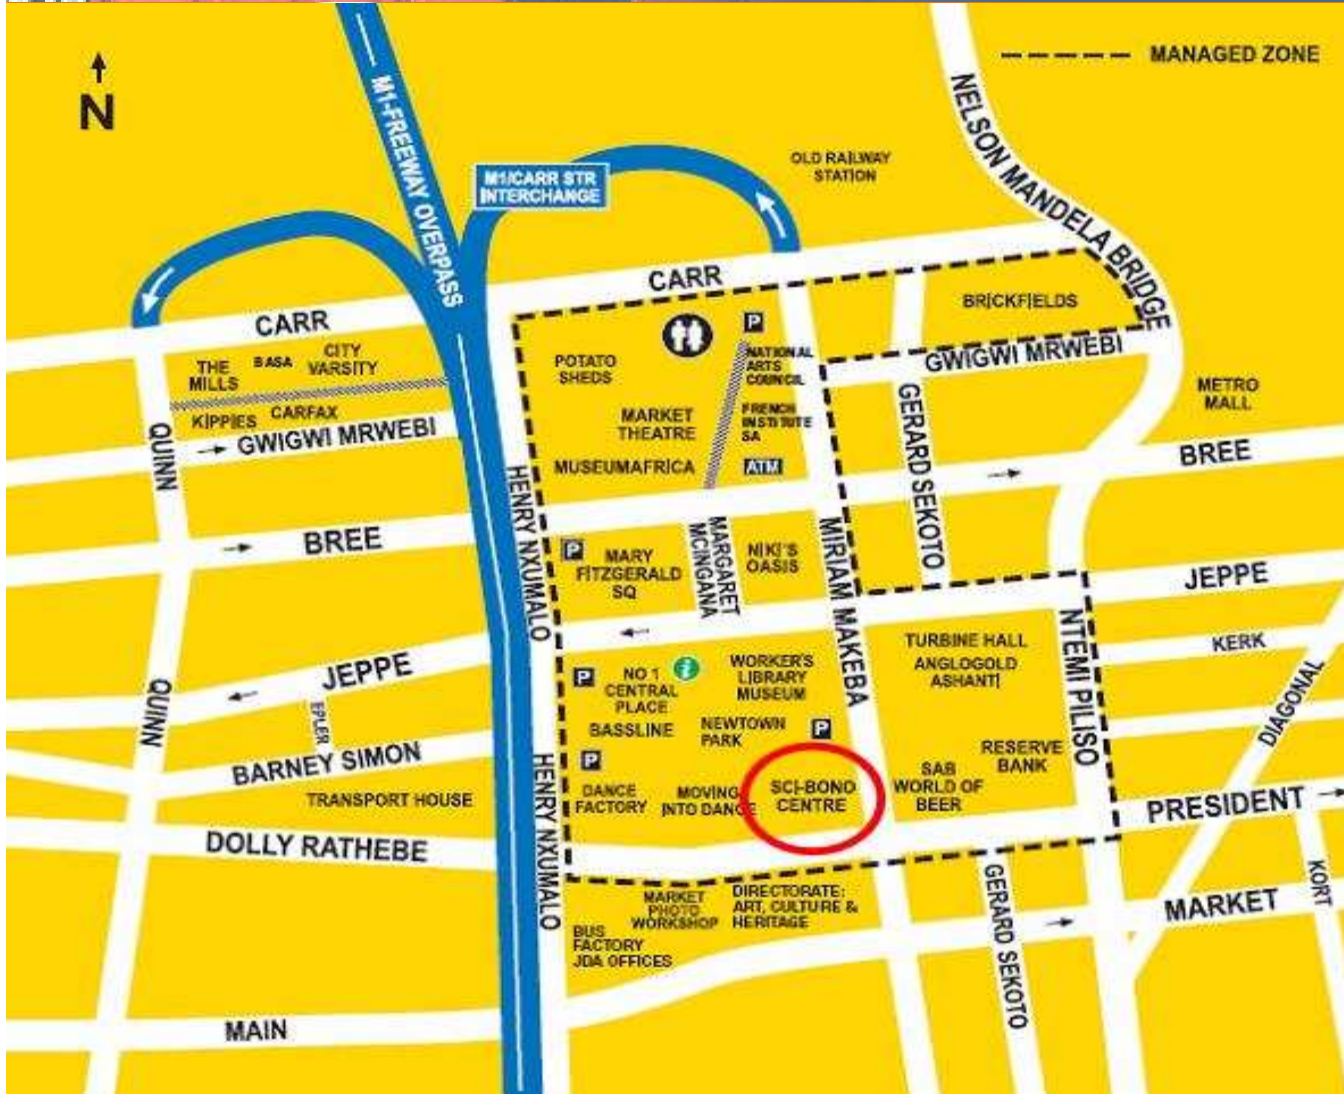 MANAGED ZONE
N
M1-FREEWAY OVERPASS
NELSON MANDELA BRIDGE
M1/CARR STR
INTERCHANGE
OLD RAILWAY
STATION
CARR
CARR
BRICKFIELDS
P
THE
MILLS
BASA
CITY
VARSITY
POTATO
SHEDS
NATIONAL
ARTS
COUNCIL
GWIGWI MRWEBI
METRO
MALL
KIPPIES
CARFAX
GWIGWI MRWEBI
MARKET
THEATRE
FRENCH
INSTITUTE
SA
GERARD SEKOTO
QUINN
MUSEUMAFRICA
ATM
BREE
HENRY NXUMALO
BREE
P
MARY
FITZGERALD
SQ
MARGARET
MCINGANA
NIKI'S
OASIS
MIRIAM MAKEBA
JEPPE
JEPPE
NTEMI PILISO
TURBINE HALL
ANGLOGOLD
ASHANTI
KERK
QUINN
EPLER
P
NO 1
CENTRAL
PLACE
i
WORKER'S
LIBRARY
MUSEUM
DIAGONAL
BASSLINE
NEWTOWN
PARK
P
BARNEY SIMON
HENRY NXUMALO
P
RESERVE
BANK
TRANSPORT HOUSE
DANCE
FACTORY
MOVING
INTO DANCE
SCI-BONO
CENTRE
SAB
WORLD OF
BEER
PRESIDENT
DOLLY RATHEBE
MARKET
PHOTO
WORKSHOP
DIRECTORATE:
ART, CULTURE &
HERITAGE
GERARD SEKOTO
MARKET
KORT
BUS
FACTORY
JDA OFFICES
MAIN